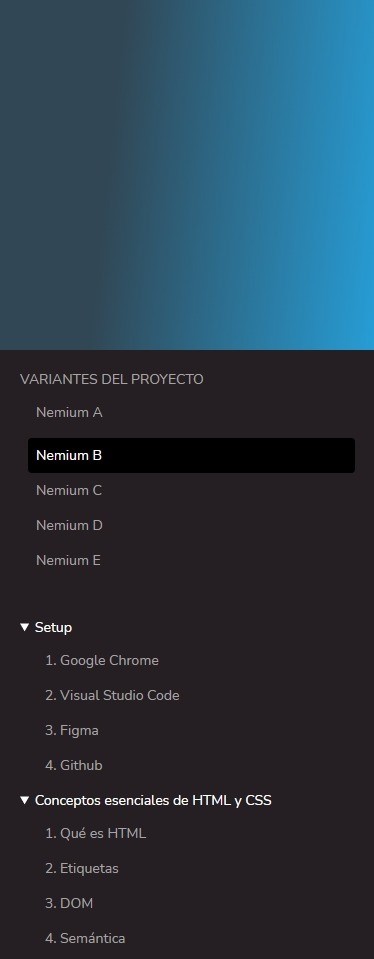 VARIANTES DEL PROYECTO
Nemium A
Nemium B
Nemium C
Nemium D
Nemium E
Setup
1. Google Chrome
2. Visual Studio Code
3. Figma
4. Github
Conceptos esenciales de HTML y CSS
1. Qué es HTML
2. Etiquetas
3. DOM
4. Semántica